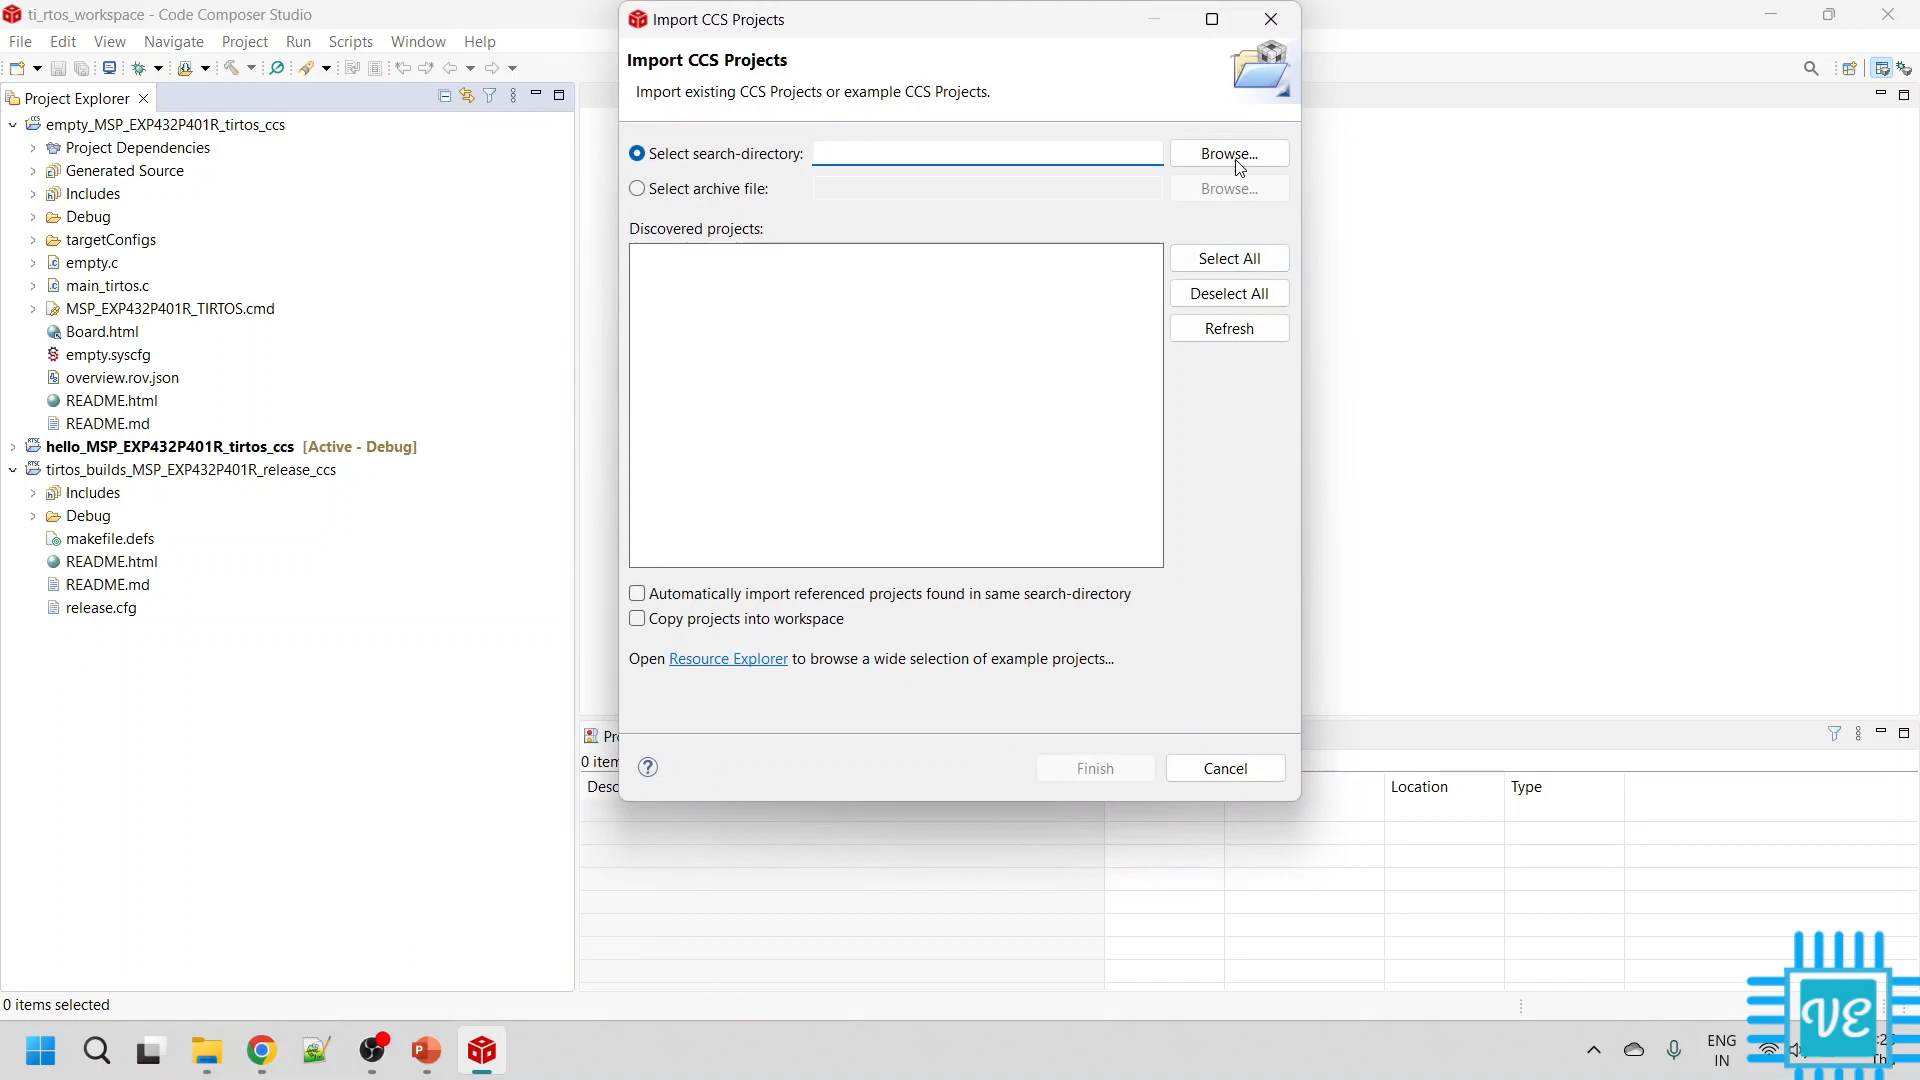 ti_rtos_workspace - Code Composer Studio
File Edit View Navigate Project Run Scripts Window Help
Project Explorer
empty_MSP_EXP432P401R_tirtos_ccs
Project Dependencies
Generated Source
Includes
Debug
targetConfigs
empty.c
main_tirtos.c
MSP_EXP432P401R_TIRTOS.cmd
Board.html
empty.syscfg
overview.rov.json
README.html
README.md
hello_MSP_EXP432P401R_tirtos_ccs [Active - Debug]
tirtos_builds_MSP_EXP432P401R_release_ccs
Includes
Debug
makefile.defs
README.html
README.md
release.cfg
Import CCS Projects
Import CCS Projects
Import existing CCS Projects or example CCS Projects.
Select search-directory: Browse...
Select archive file: Browse...
Discovered projects:
Select All
Deselect All
Refresh
Automatically import referenced projects found in same search-directory
Copy projects into workspace
Open Resource Explorer to browse a wide selection of example projects...
Finish Cancel
Location Type
0 items selected
ENG
IN
VE